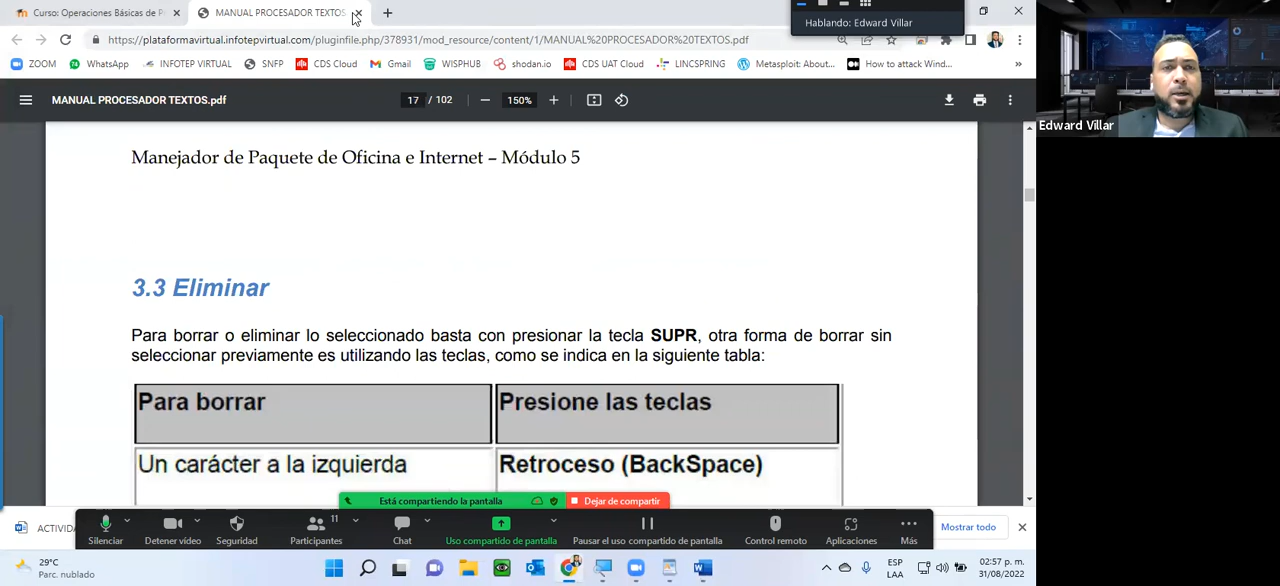 Curso: Operaciones Básicas de P
MANUAL PROCESADOR TEXTOS.
Hablando: Edward Villar
https://plataformavirtual.infotepvirtual.com/pluginfile.php/378931/mod_resource/content/1/MANUAL%20PROCESADOR%20TEXTOS.pdf
ZOOM
WhatsApp
INFOTEP VIRTUAL
SNFP
CDS Cloud
Gmail
WISPHUB
shodan.io
CDS UAT Cloud
LINCSPRING
Metasploit: About...
How to attack Wind...
»
MANUAL PROCESADOR TEXTOS.pdf
17 / 102
150%
Edward Villar
Manejador de Paquete de Oficina e Internet – Módulo 5
3.3 Eliminar
Para borrar o eliminar lo seleccionado basta con presionar la tecla SUPR, otra forma de borrar sin
seleccionar previamente es utilizando las teclas, como se indica en la siguiente tabla:
Para borrar
Presione las teclas
Un carácter a la izquierda
Retroceso (BackSpace)
Está compartiendo la pantalla
Dejar de compartir
ACTIVIDA
11
Silenciar
Detener video
Seguridad
Participantes
Chat
Uso compartido de pantalla
Pausar el uso compartido de pantalla
Control remoto
Aplicaciones
Más
Mostrar todo
29°C
Parc. nublado
ESP
LAA
02:57 p. m.
31/08/2022